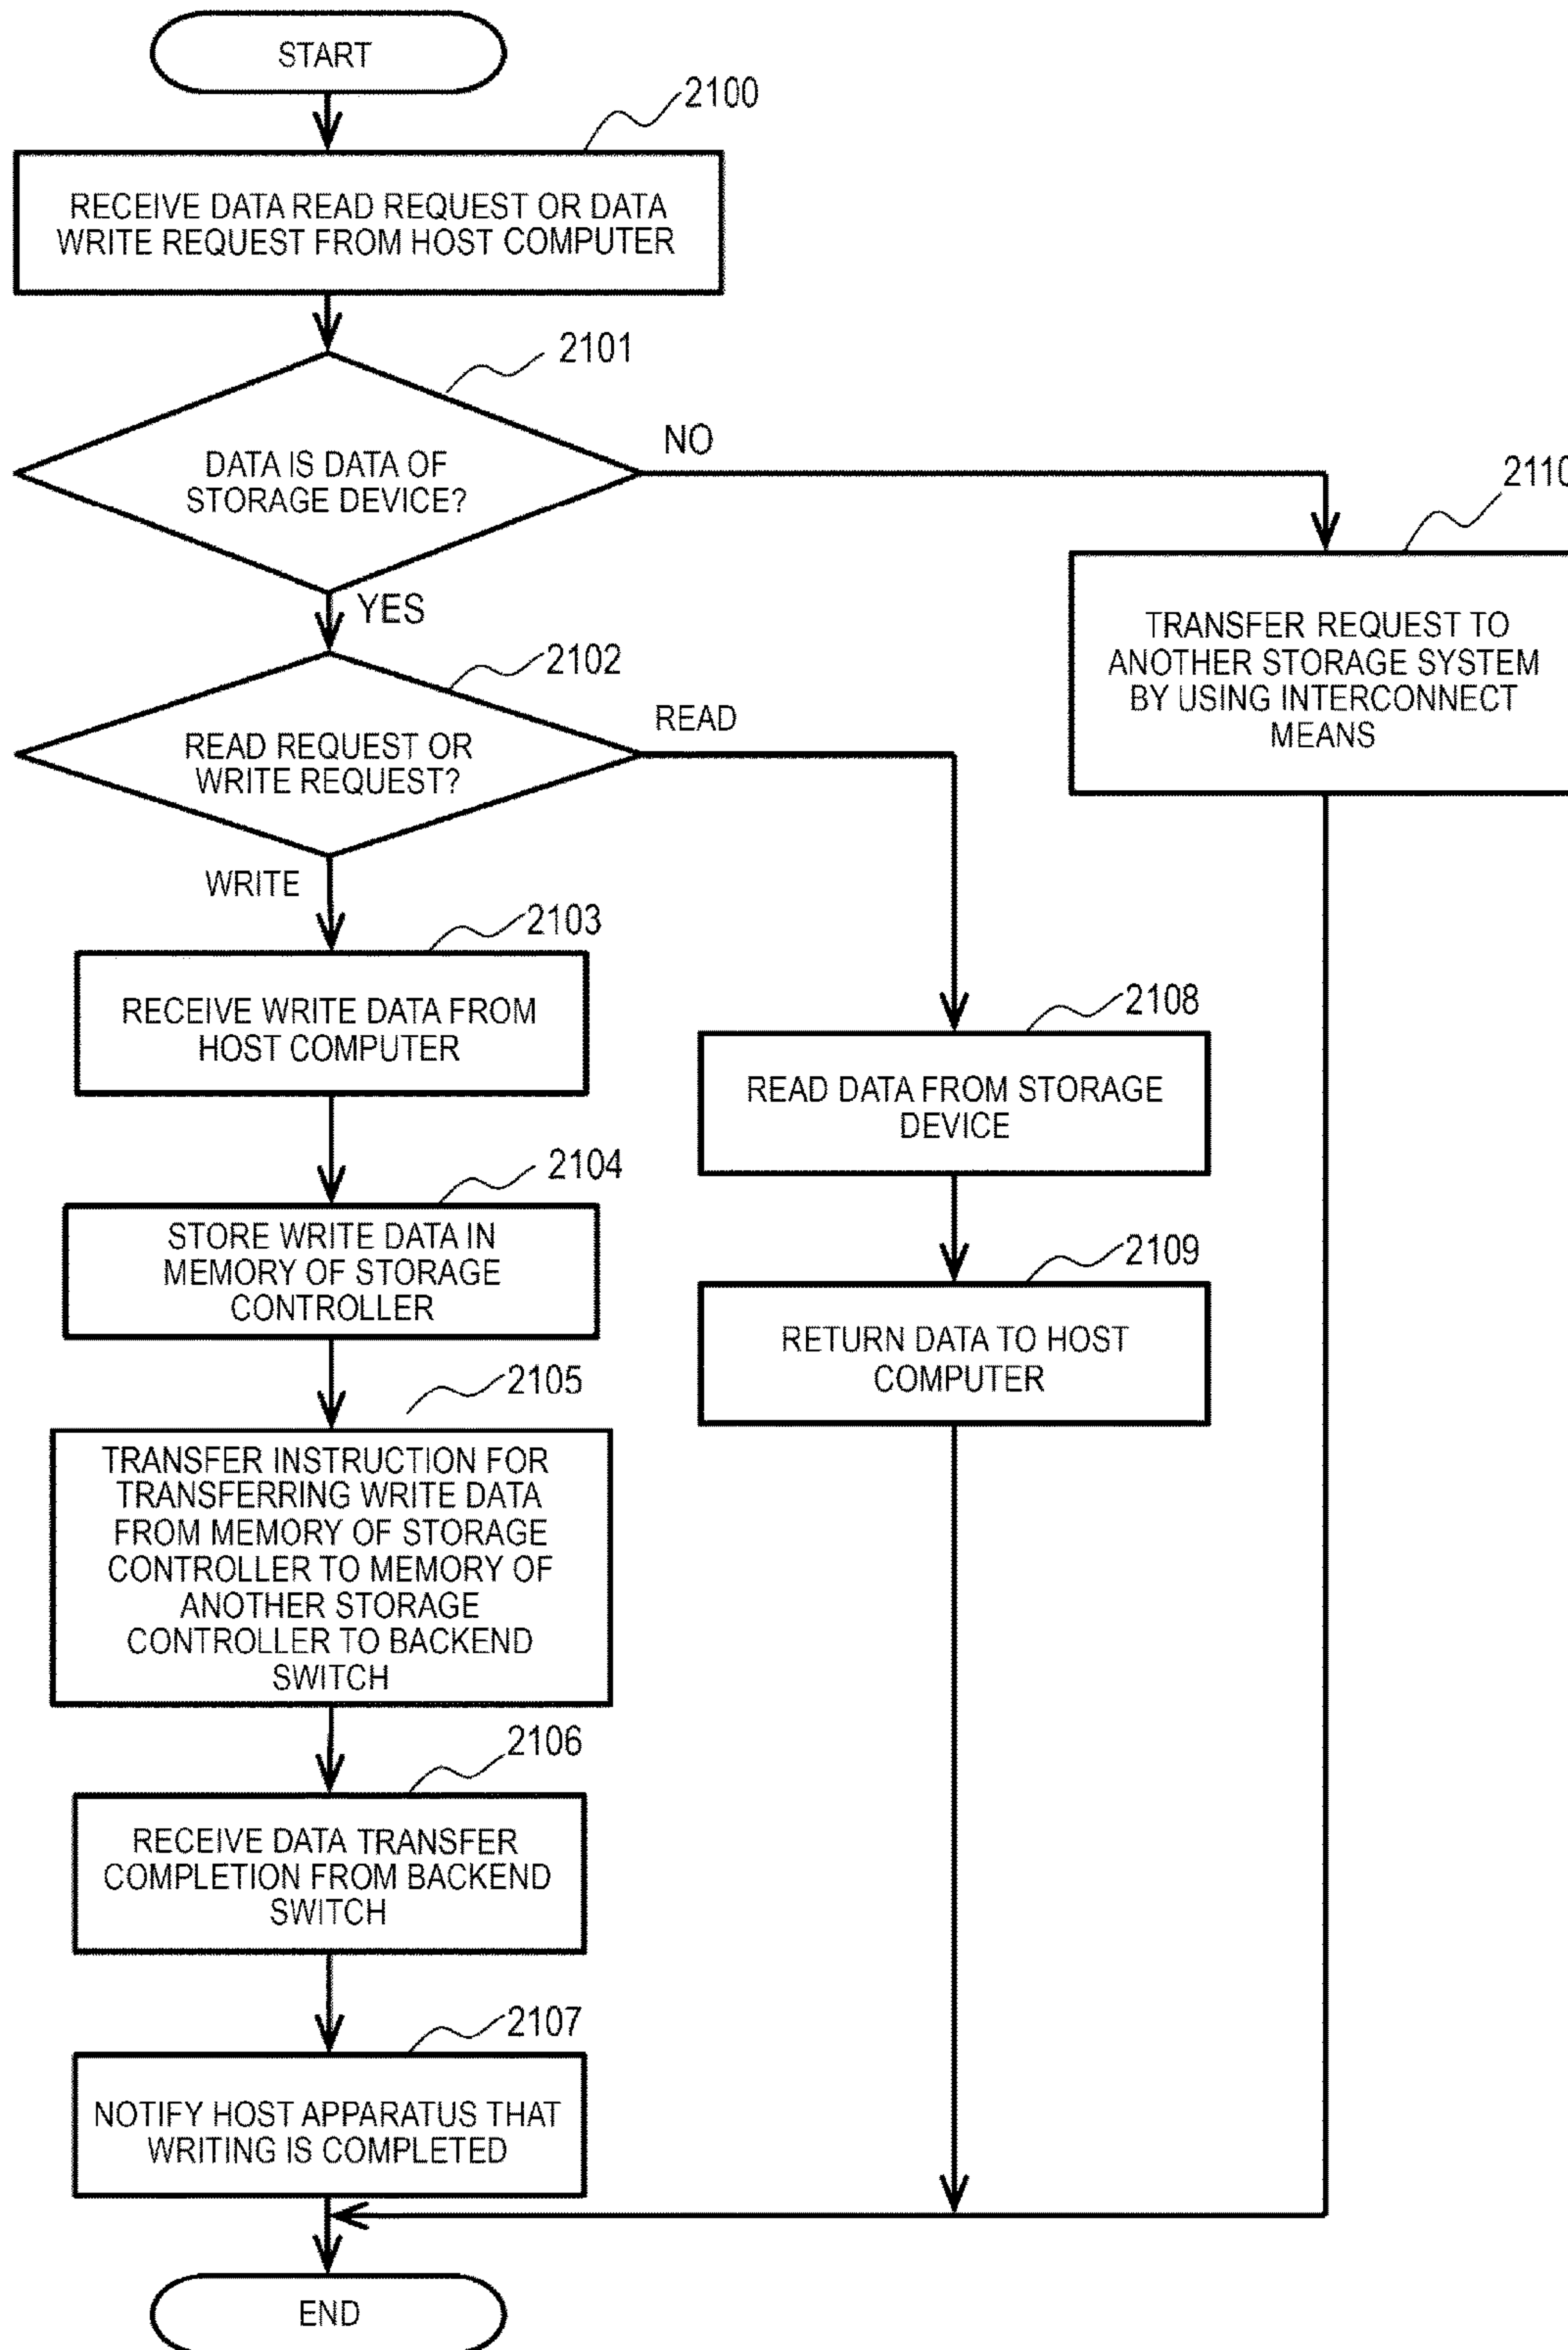 START
2100
RECEIVE DATA READ REQUEST OR DATA
WRITE REQUEST FROM HOST COMPUTER
2101
DATA IS DATA OF
STORAGE DEVICE?
NO
YES
2110
TRANSFER REQUEST TO
ANOTHER STORAGE SYSTEM
BY USING INTERCONNECT
MEANS
2102
READ REQUEST OR
WRITE REQUEST?
READ
WRITE
2103
RECEIVE WRITE DATA FROM
HOST COMPUTER
2108
READ DATA FROM STORAGE
DEVICE
2104
STORE WRITE DATA IN
MEMORY OF STORAGE
CONTROLLER
2109
RETURN DATA TO HOST
COMPUTER
2105
TRANSFER INSTRUCTION FOR
TRANSFERRING WRITE DATA
FROM MEMORY OF STORAGE
CONTROLLER TO MEMORY OF
ANOTHER STORAGE
CONTROLLER TO BACKEND
SWITCH
2106
RECEIVE DATA TRANSFER
COMPLETION FROM BACKEND
SWITCH
2107
NOTIFY HOST APPARATUS THAT
WRITING IS COMPLETED
END